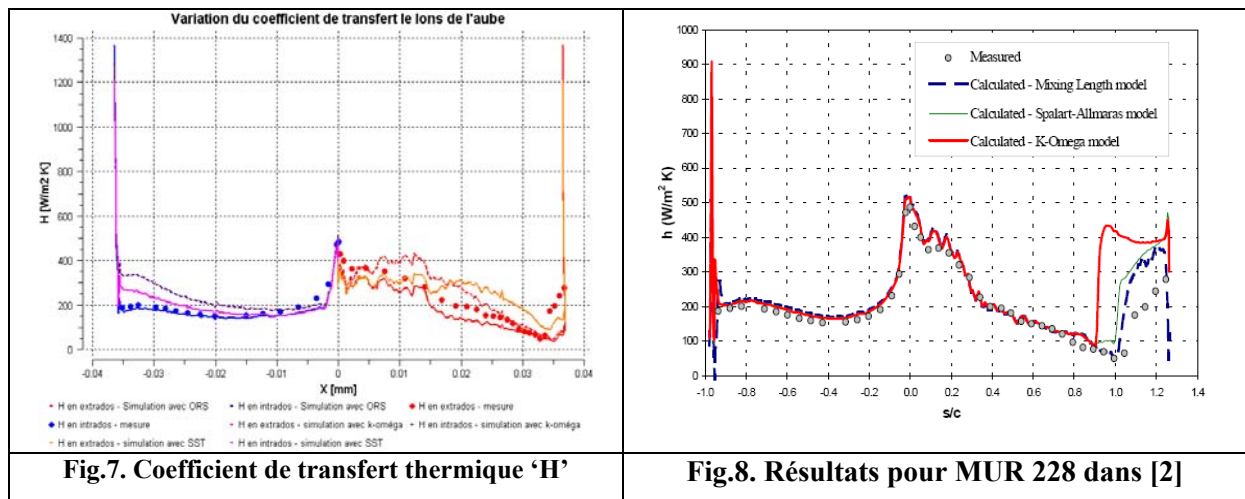 Variation du coefficient de transfert le lons de l'aube
1400
1200
1000
800
600
400
200
0
H [W/m2 K]
-0.04 -0.03 -0.02 -0.01 0 0.01 0.02 0.03 0.04
X [mm]
H en extrados - Simulation avec ORS H en intrados - Simulation avec ORS H en extrados - mesure
H en intrados - mesure H en extrados - simulation avec k-oméga H en intrados - simulation avec k-oméga
H en extrados - simulation avec SST H en intrados - simulation avec SST
Fig.7. Coefficient de transfert thermique ‘H’
1000
900
800
700
600
500
400
300
200
100
0
h (W/m² K)
Measured
Calculated - Mixing Length model
Calculated - Spalart-Allmaras model
Calculated - K-Omega model
-1.0 -0.8 -0.6 -0.4 -0.2 0.0 0.2 0.4 0.6 0.8 1.0 1.2 1.4
s/c
Fig.8. Résultats pour MUR 228 dans [2]